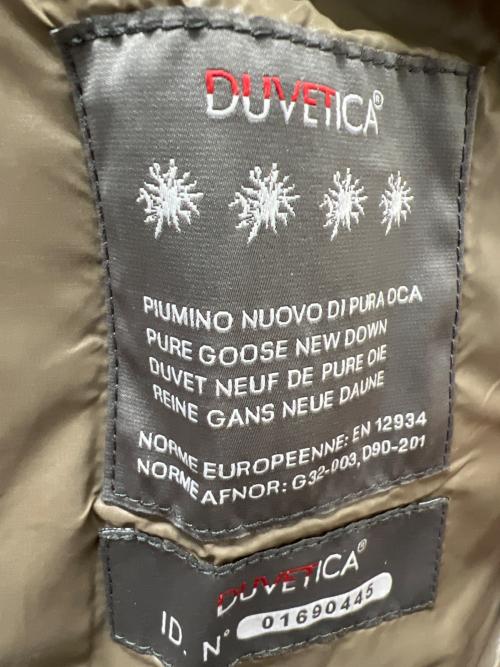 DUVETICA®
PIUMINO NUOVO DI PURA OCA
PURE GOOSE NEW DOWN
DUVET NEUF DE PURE OIE
REINE GANS NEUE DAUNE
NORME EUROPEENNE: EN 12934
NORME AFNOR: G32-003, D90-201
DUVETICA®
ID. N° 01690445